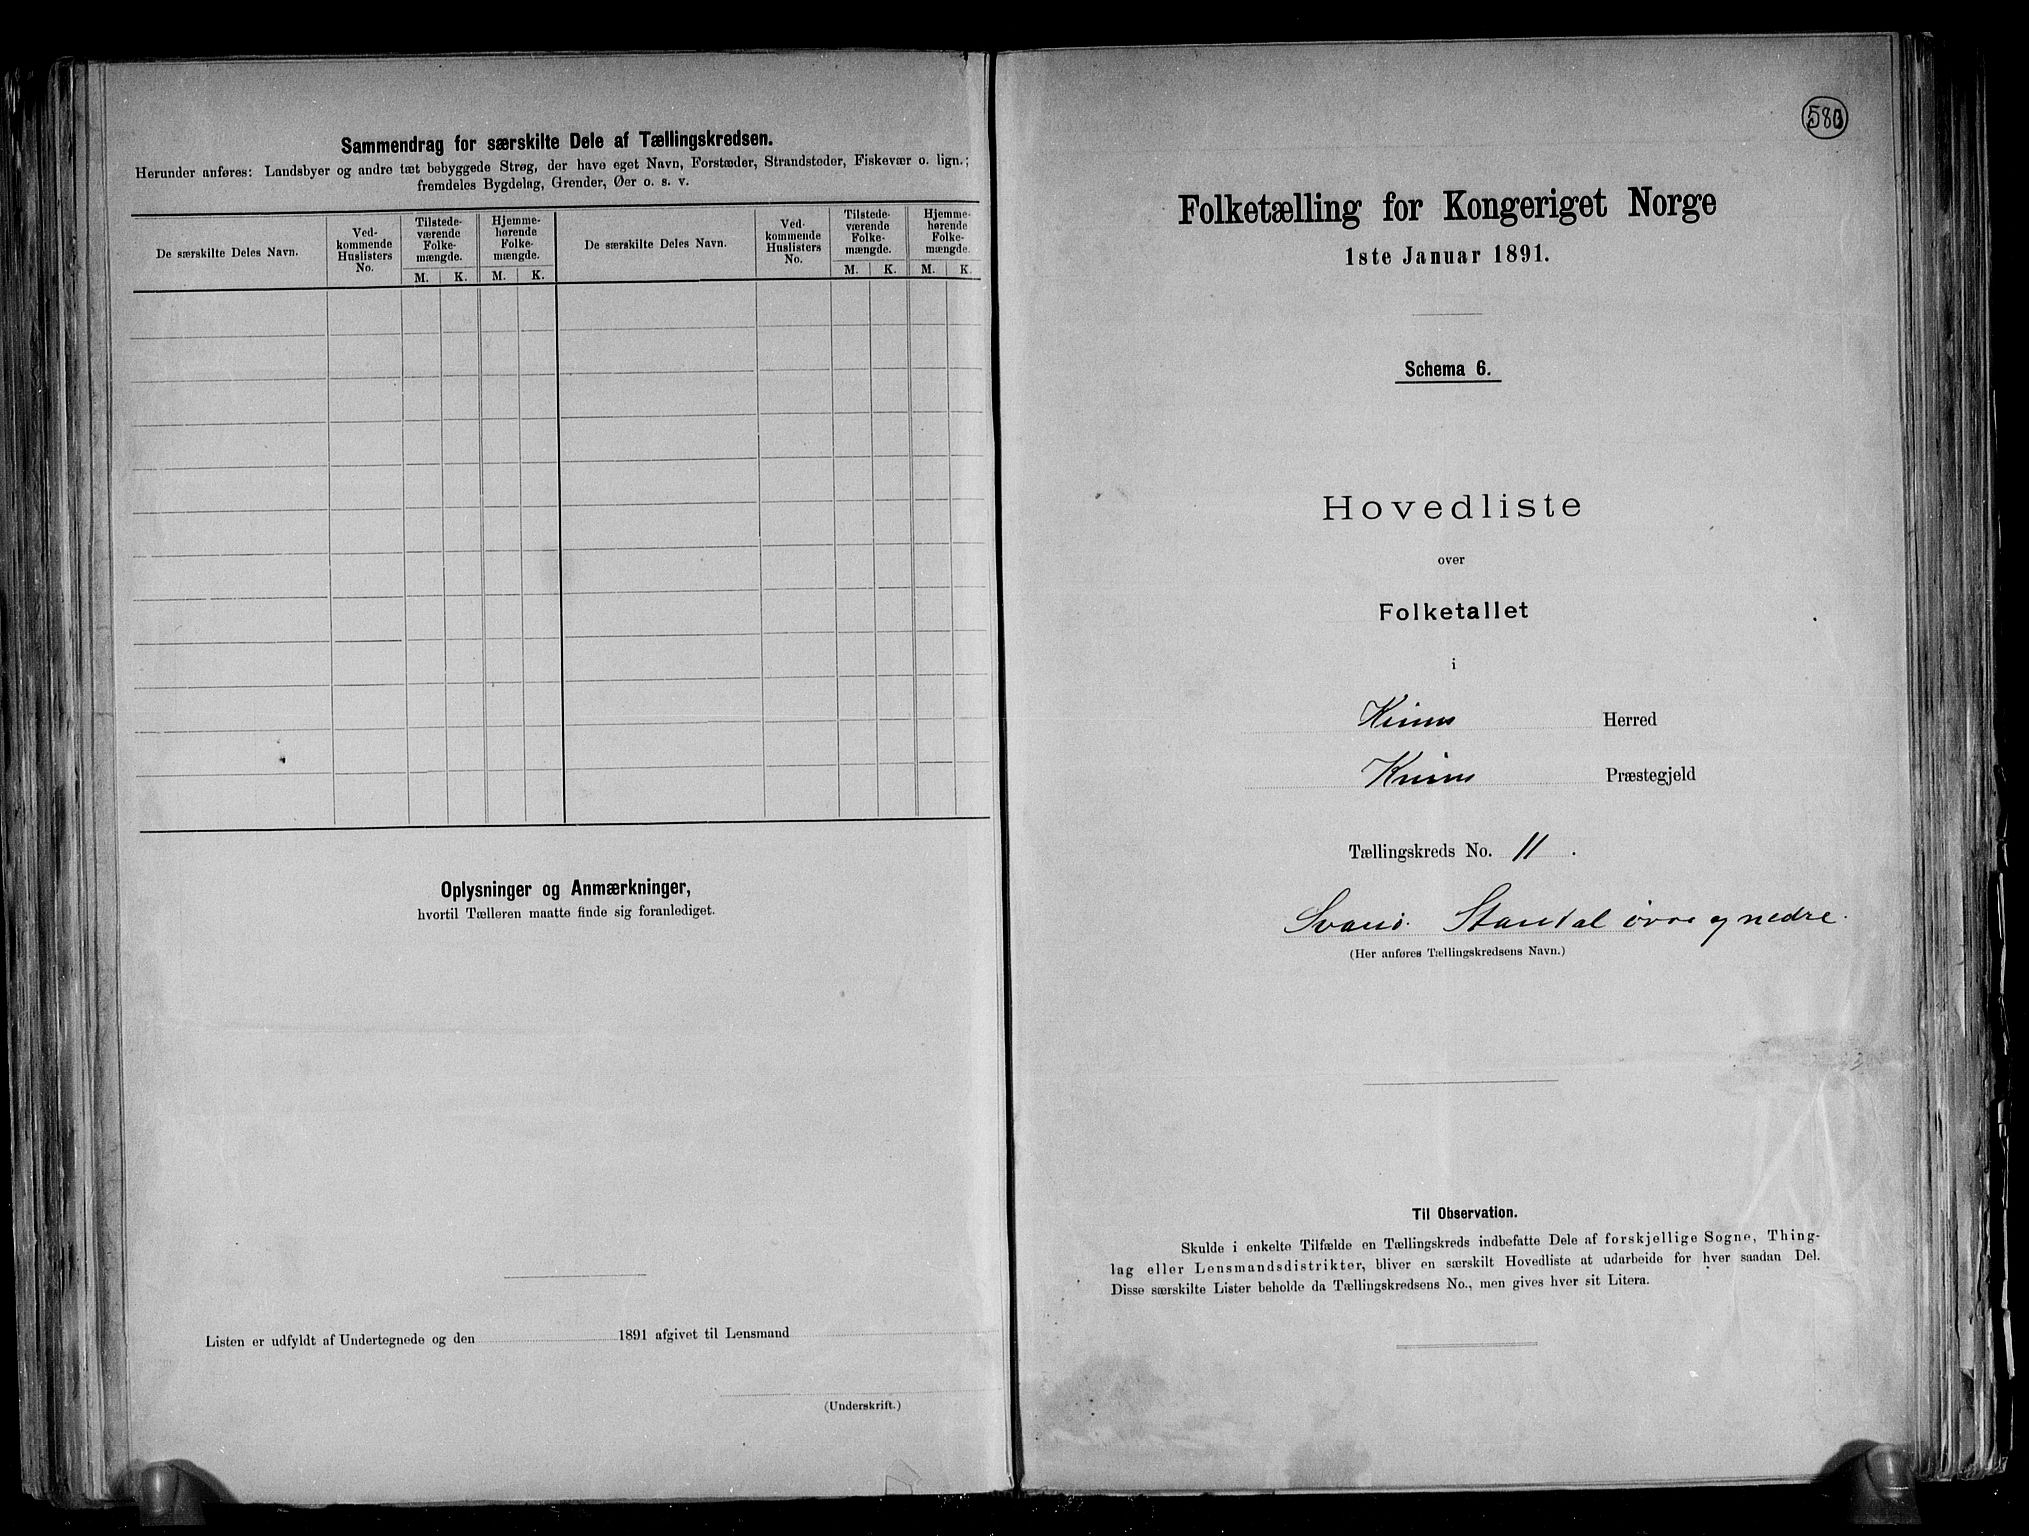 Sammendrag for særskilte Dele af Tællingskredsen.
Herunder anføres: Landsbyer og andre tæt bebyggede Strøg, der have eget Navn, Forstæder, Strandsteder, Fiskevær o. lign.;
fremdeles Bygdelag, Grender, Øer o. s. v.
De særskilte Deles Navn.
Ved-
kommende
Huslisters
No.
Tilstede-
værende
Folke-
mængde.
M. K.
Hjemme-
hørende
Folke-
mængde.
M. K.
De særskilte Deles Navn.
Ved-
kommende
Huslisters
No.
Tilstede-
værende
Folke-
mængde.
M. K.
Hjemme-
hørende
Folke-
mængde.
M. K.
Oplysninger og Anmærkninger,
hvortil Tælleren maatte finde sig foranlediget.
Listen er udfyldt af Undertegnede og den 1891 afgivet til Lensmand
(Underskrift.)
Folketælling for Kongeriget Norge
1ste Januar 1891.
Schema 6.
Hovedliste
over
Folketallet
i
Kinns Herred
Kinns Præstegjeld
Tællingskreds No. 11.
Svanø. Standal øvre og nedre.
(Her anføres Tællingskredsens Navn.)
Til Observation.
Skulde i enkelte Tilfælde en Tællingskreds indbefatte Dele af forskjellige Sogne, Thing-
lag eller Lensmandsdistrikter, bliver en særskilt Hovedliste at udarbeide for hver saadan Del.
Disse særskilte Lister beholde da Tællingskredsens No., men gives hver sit Litera.